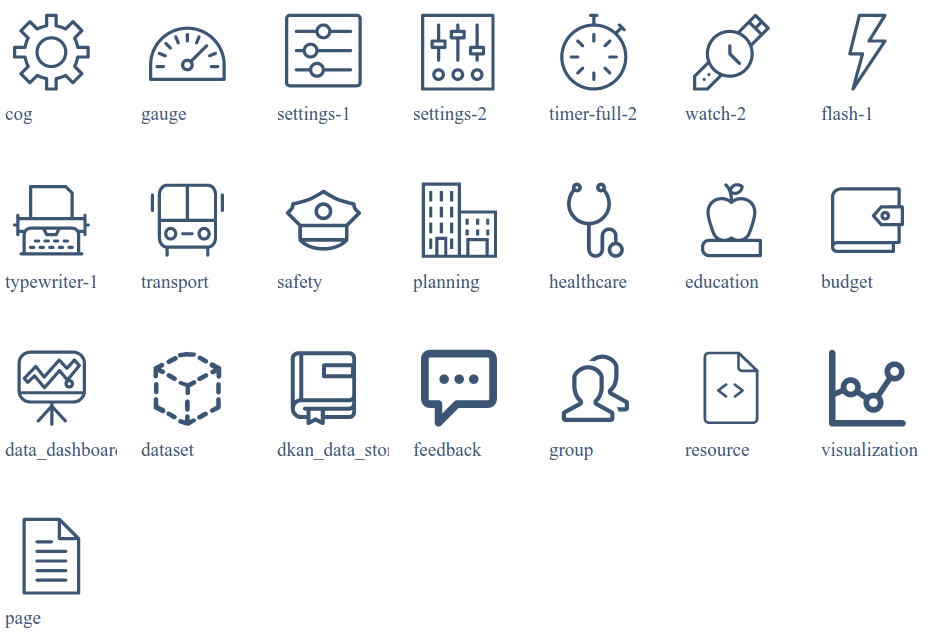 cog gauge settings-1 settings-2 timer-full-2 watch-2 flash-1
typewriter-1 transport safety planning healthcare education budget
data_dashboar dataset dkan_data_stor feedback group resource visualization
page